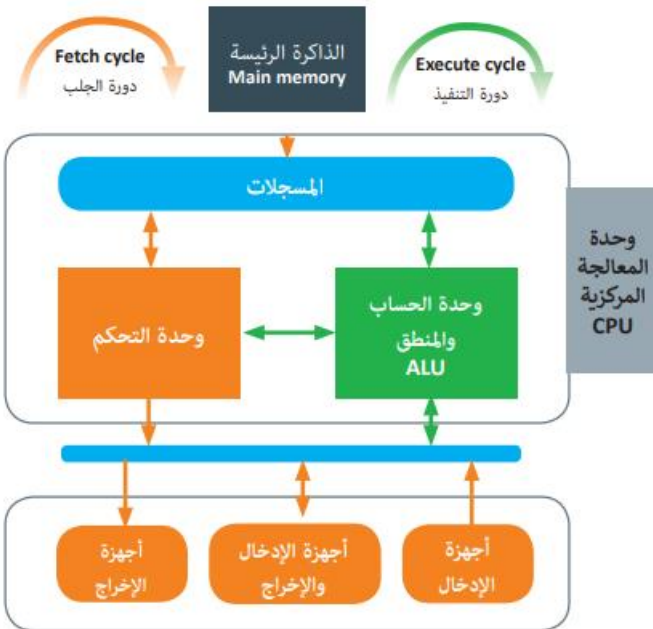 Fetch cycle
دورة الجلب
الذاكرة الرئيسة
Main memory
Execute cycle
دورة التنفيذ
المسجلات
وحدة
المعالجة
المركزية
CPU
وحدة التحكم
وحدة الحساب
والمنطق
ALU
أجهزة
الإخراج
أجهزة الإدخال
والإخراج
أجهزة
الإدخال